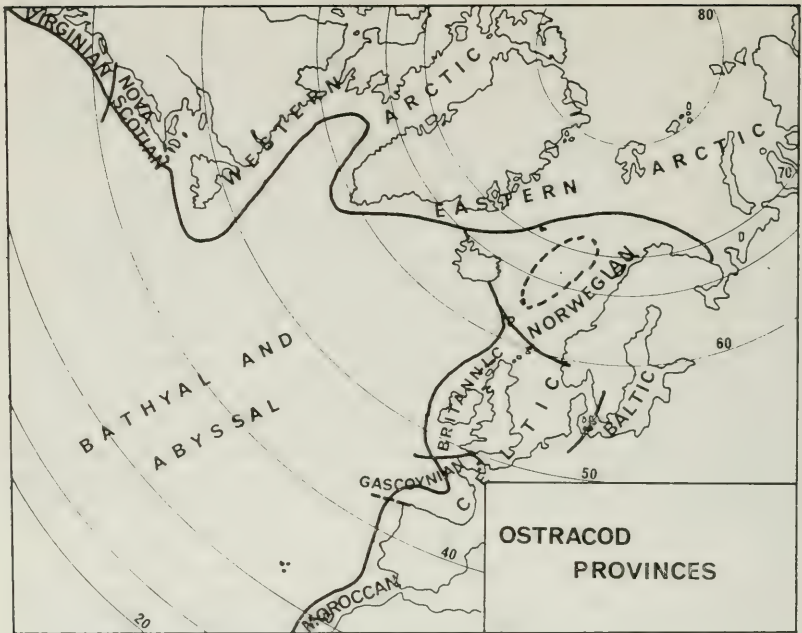 VIRGINIAN
NOVA
SCOTIAN
WESTERN
ARCTIC
EASTERN
ARCTIC
80
70
60
50
40
20
NORWEGIAN
BRITANNIC
CELTIC
BALTIC
GASCOYNIAN
MOROCCAN
BATHYAL AND
ABYSSAL
OSTRACOD
PROVINCES